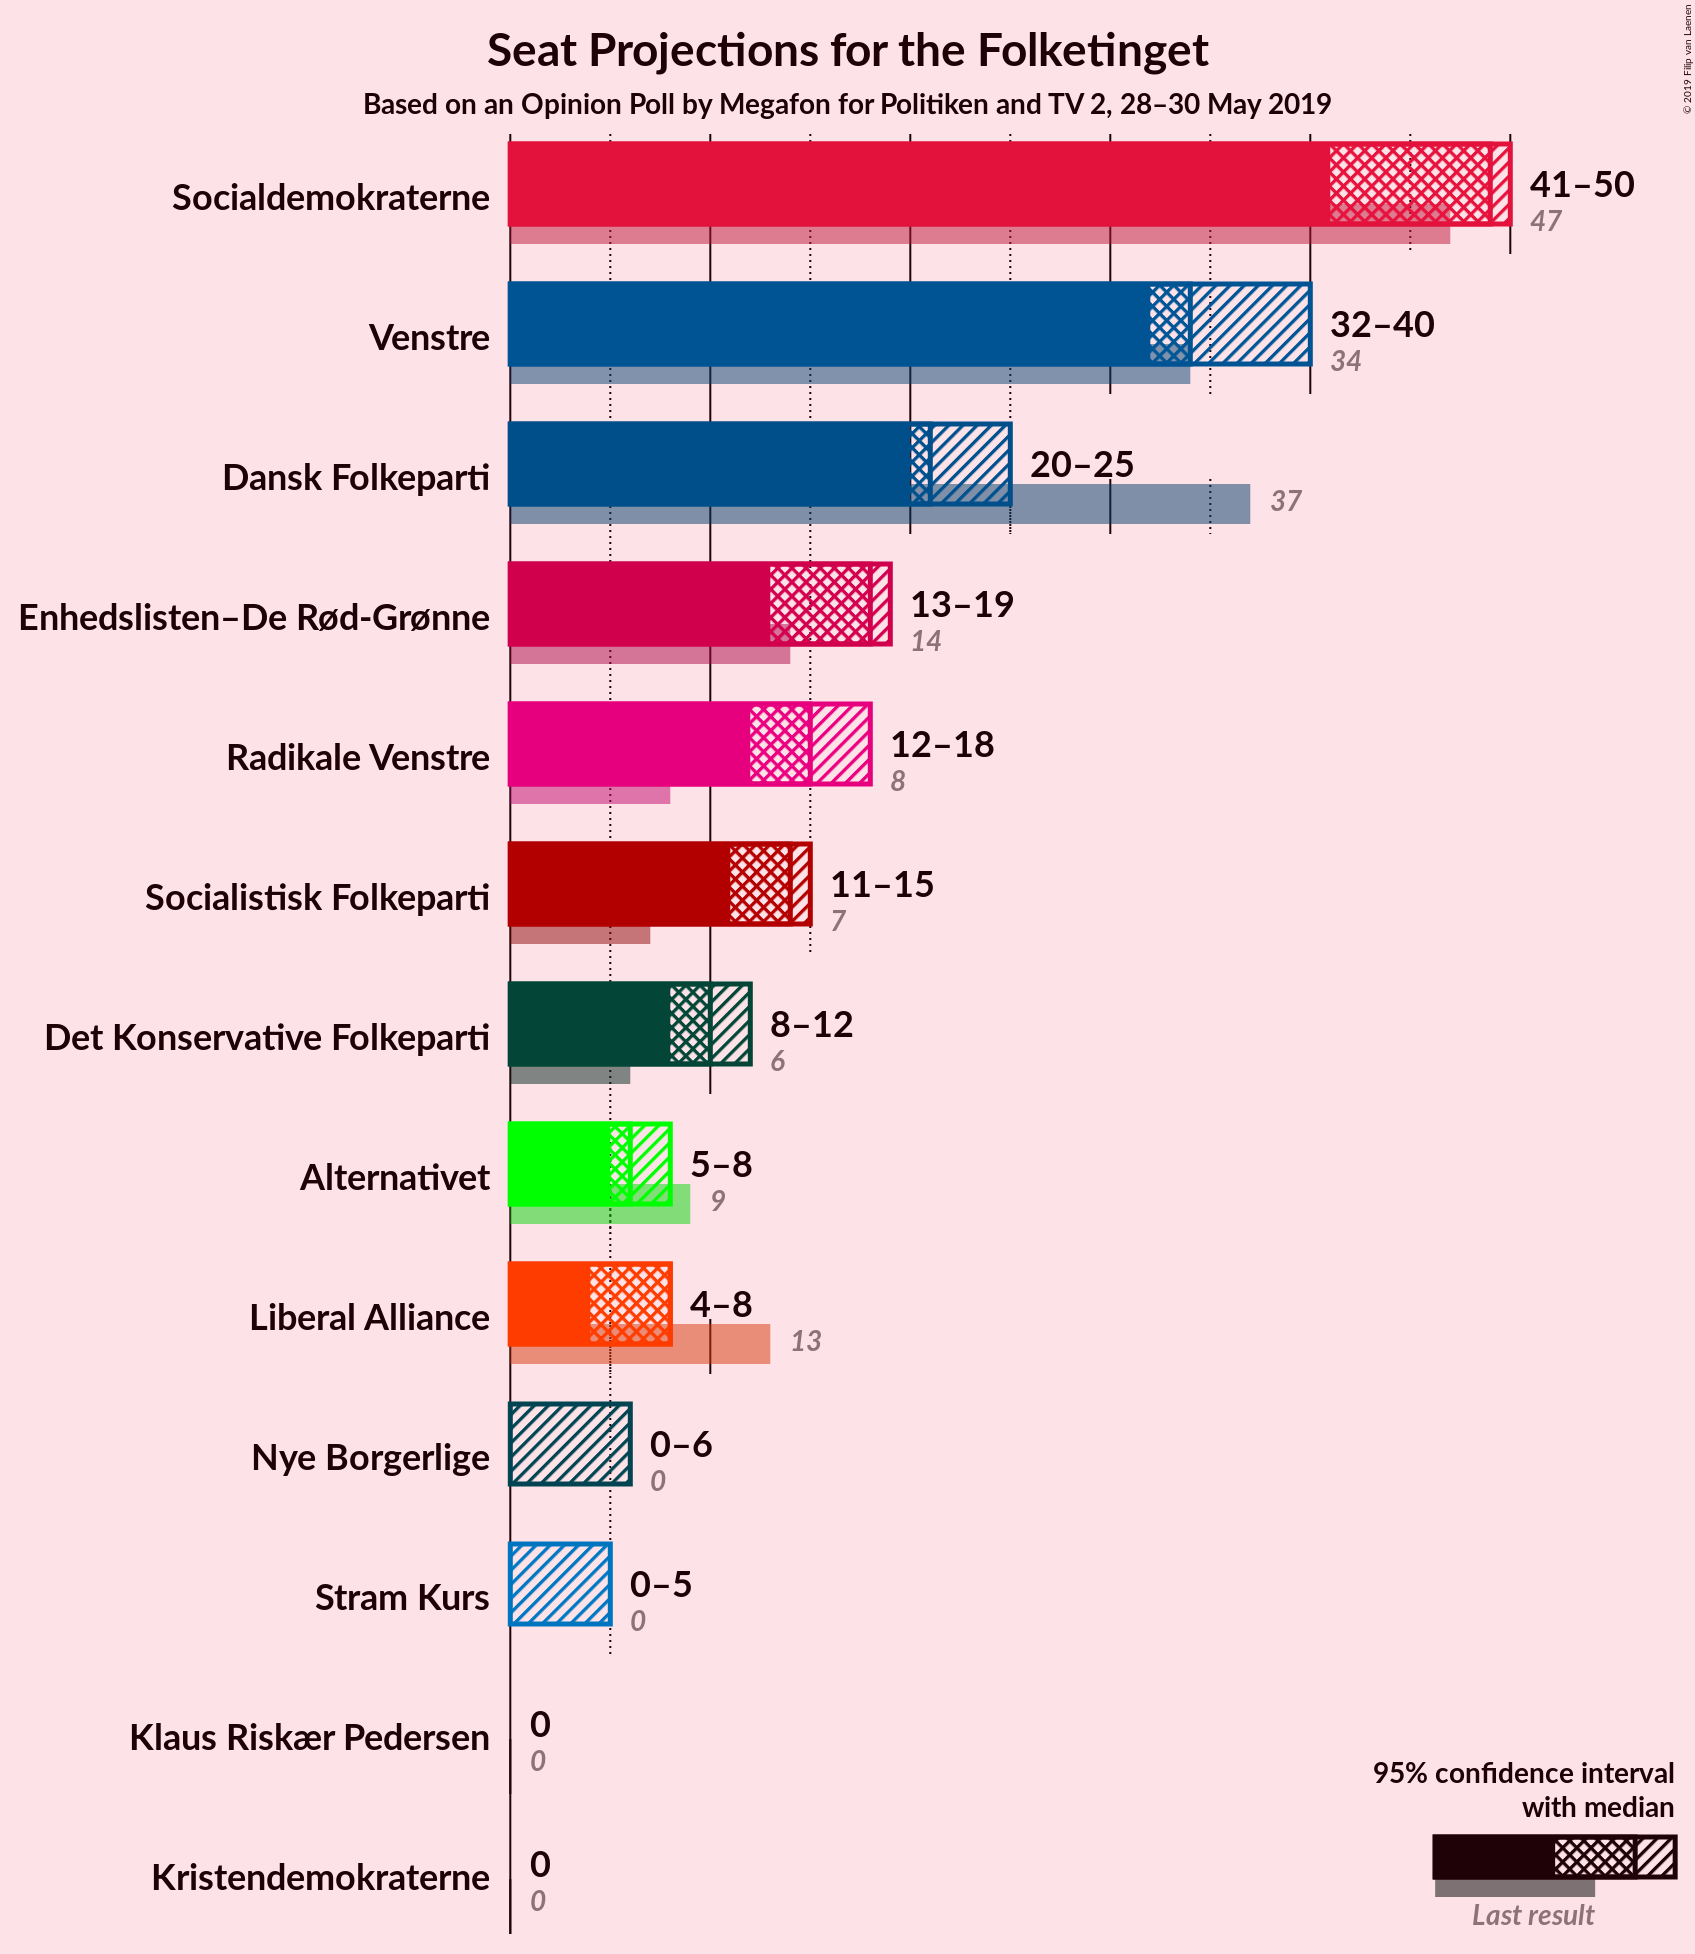 Seat Projections for the Folketinget
Based on an Opinion Poll by Megafon for Politiken and TV 2, 28–30 May 2019
© 2019 Filip van Laenen
Socialdemokraterne
41–50
47
Venstre
32–40
34
Dansk Folkeparti
20–25
37
Enhedslisten–De Rød-Grønne
13–19
14
Radikale Venstre
12–18
8
Socialistisk Folkeparti
11–15
7
Det Konservative Folkeparti
8–12
6
Alternativet
5–8
9
Liberal Alliance
4–8
13
Nye Borgerlige
0–6
0
Stram Kurs
0–5
0
Klaus Riskær Pedersen
0
0
Kristendemokraterne
0
0
95% confidence interval
with median
Last result